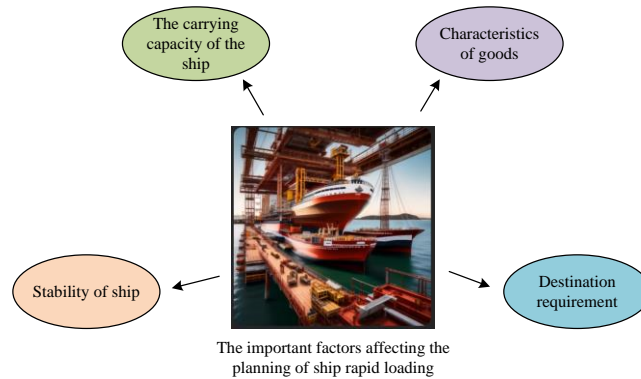 The carrying
capacity of the
ship
Characteristics
of goods
Stability of ship
Destination
requirement
The important factors affecting the
planning of ship rapid loading